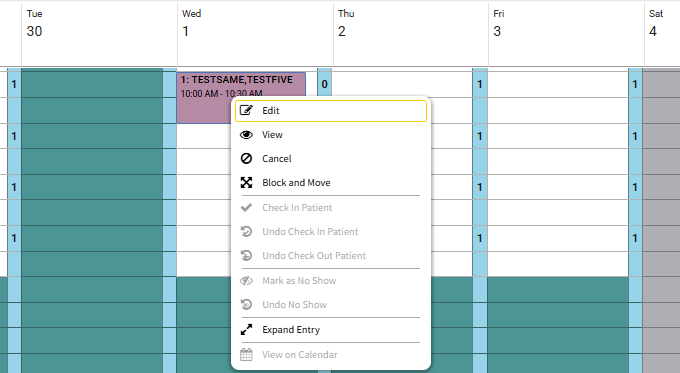 Tue
Wed
Thu
Fri
Sat
30
1
2
3
4
1
1: TESTSAME,TESTFIVE
10:00 AM - 10:30 AM
0
1
1
Edit
View
1
1
1
Cancel
Block and Move
1
1
1
Check In Patient
Undo Check In Patient
1
1
1
Undo Check Out Patient
Mark as No Show
Undo No Show
Expand Entry
View on Calendar